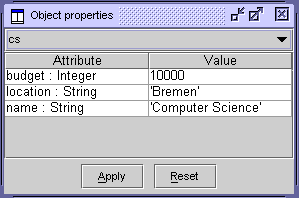 Object properties
cs
Attribute Value
budget : Integer 10000
location : String 'Bremen'
name : String 'Computer Science'
Apply Reset